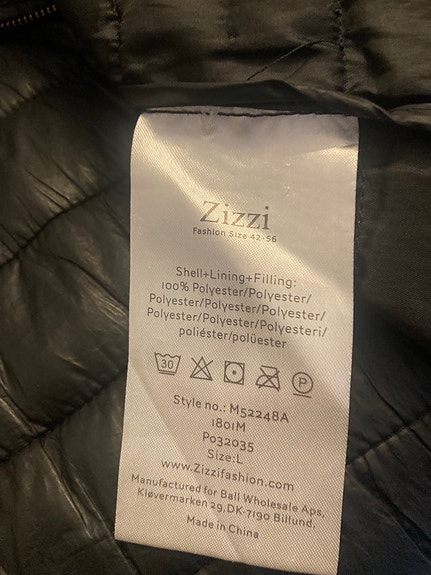 Zizzi
Fashion Size 42-56
Shell+Lining+Filling:
100% Polyester/Polyester/
Polyester/Polyester/Polyester/
Polyester/Polyester/Polyesteri/
poliéster/polüester
30 P
Style no.: M52248A
1801M
P032035
Size:L
www.Zizzifashion.com
Manufactured for Ball Wholesale Aps,
Kløvermarken 29,DK-7190 Billund.
Made in China